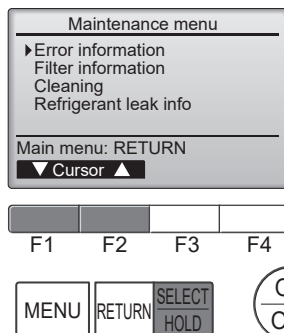 Maintenance menu
▶Error information
Filter information
Cleaning
Refrigerant leak info
Main menu: RETURN
▼ Cursor ▲
F1 F2 F3 F4
MENU RETURN SELECT
HOLD